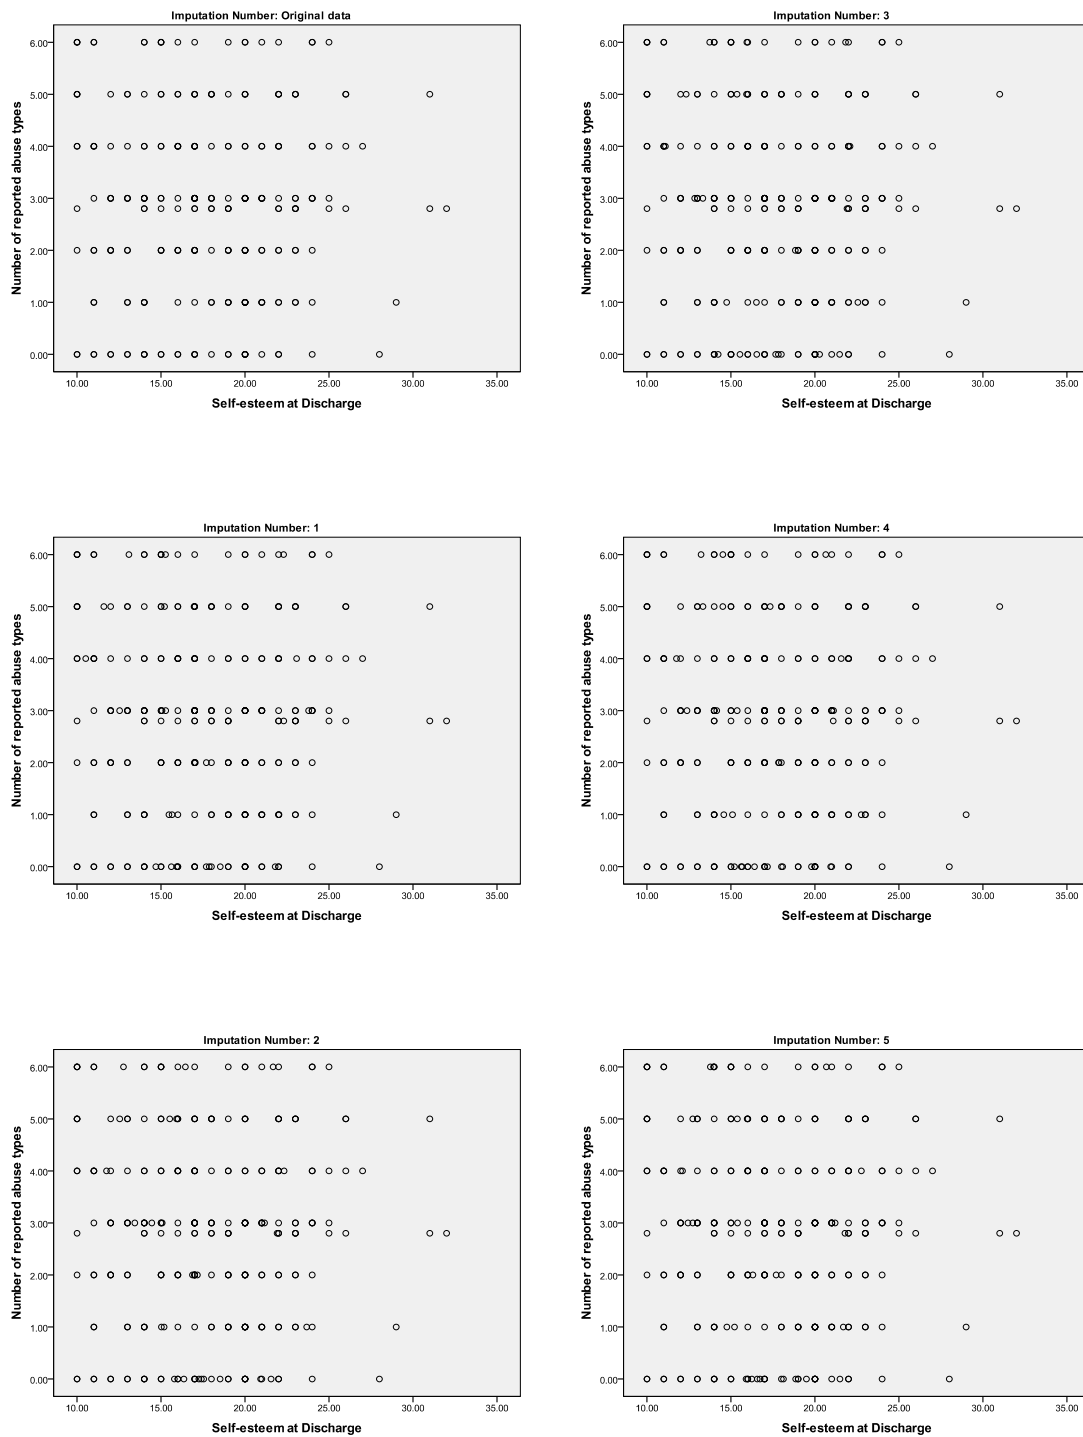 Imputation Number: Original data
6.00
5.00
4.00
3.00
2.00
1.00
0.00
Number of reported abuse types
10.00 15.00 20.00 25.00 30.00 35.00
Self-esteem at Discharge
Imputation Number: 3
6.00
5.00
4.00
3.00
2.00
1.00
0.00
Number of reported abuse types
10.00 15.00 20.00 25.00 30.00 35.00
Self-esteem at Discharge
Imputation Number: 1
6.00
5.00
4.00
3.00
2.00
1.00
0.00
Number of reported abuse types
10.00 15.00 20.00 25.00 30.00 35.00
Self-esteem at Discharge
Imputation Number: 4
6.00
5.00
4.00
3.00
2.00
1.00
0.00
Number of reported abuse types
10.00 15.00 20.00 25.00 30.00 35.00
Self-esteem at Discharge
Imputation Number: 2
6.00
5.00
4.00
3.00
2.00
1.00
0.00
Number of reported abuse types
10.00 15.00 20.00 25.00 30.00 35.00
Self-esteem at Discharge
Imputation Number: 5
6.00
5.00
4.00
3.00
2.00
1.00
0.00
Number of reported abuse types
10.00 15.00 20.00 25.00 30.00 35.00
Self-esteem at Discharge